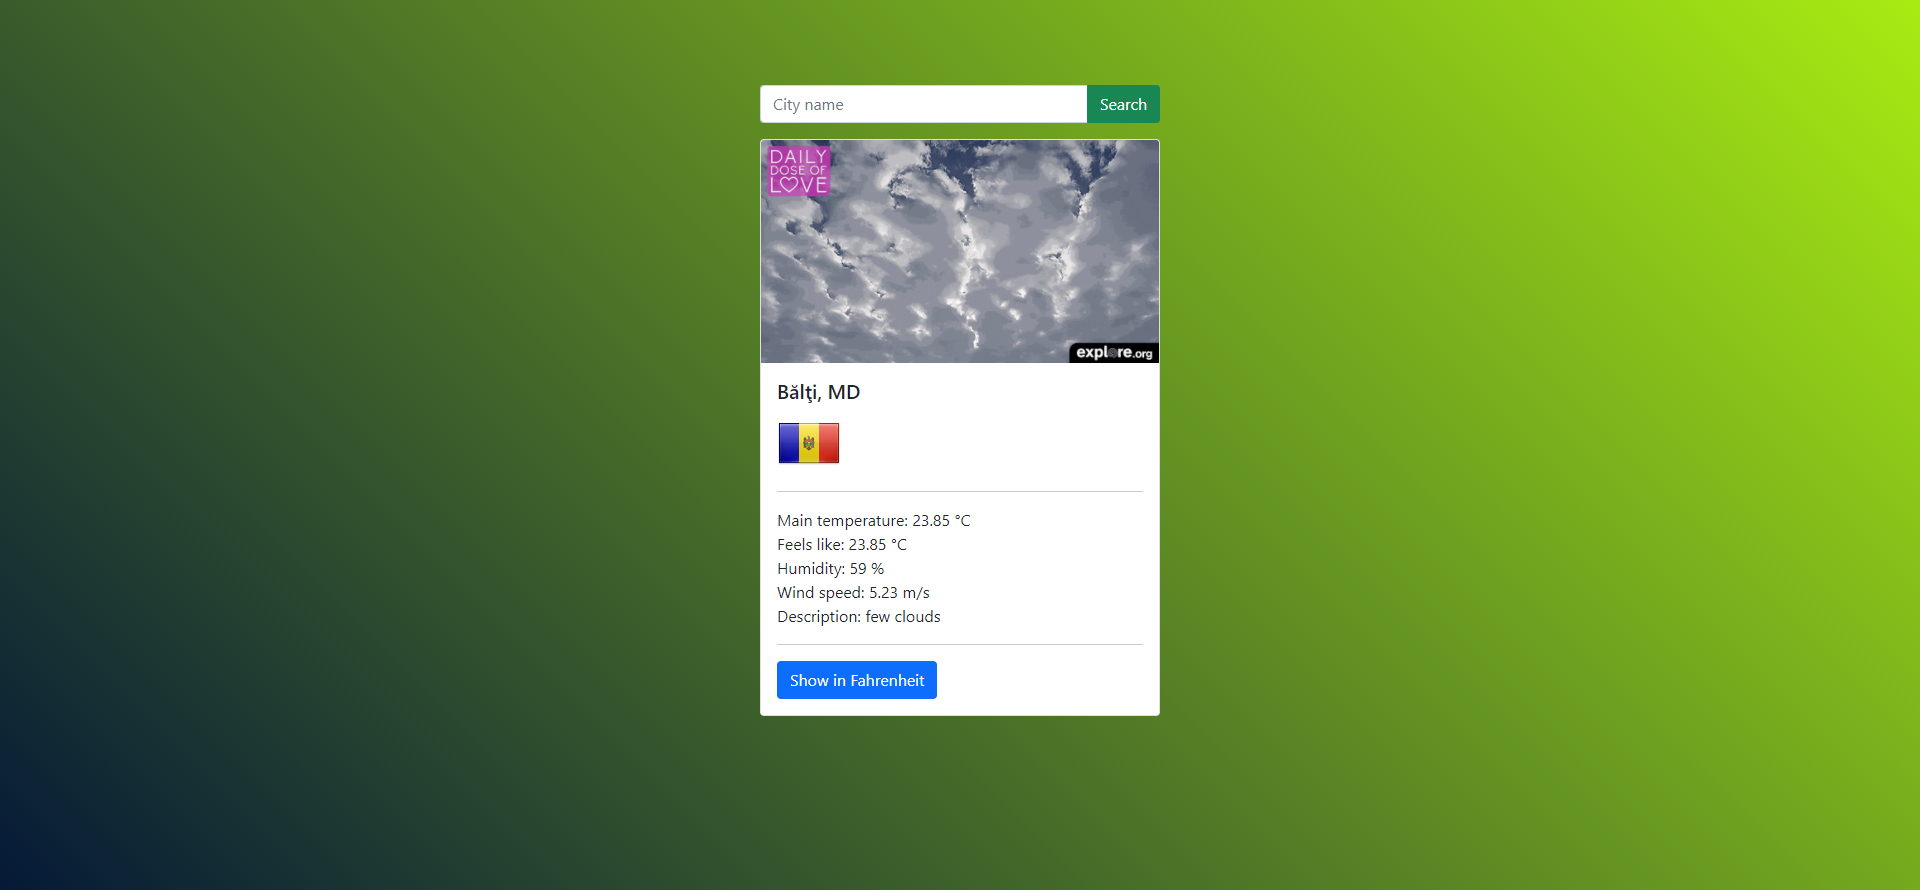 City name
Search
DAILY
DOSE OF
LOVE
explore.org
Bălţi, MD
Main temperature: 23.85 °C
Feels like: 23.85 °C
Humidity: 59 %
Wind speed: 5.23 m/s
Description: few clouds
Show in Fahrenheit